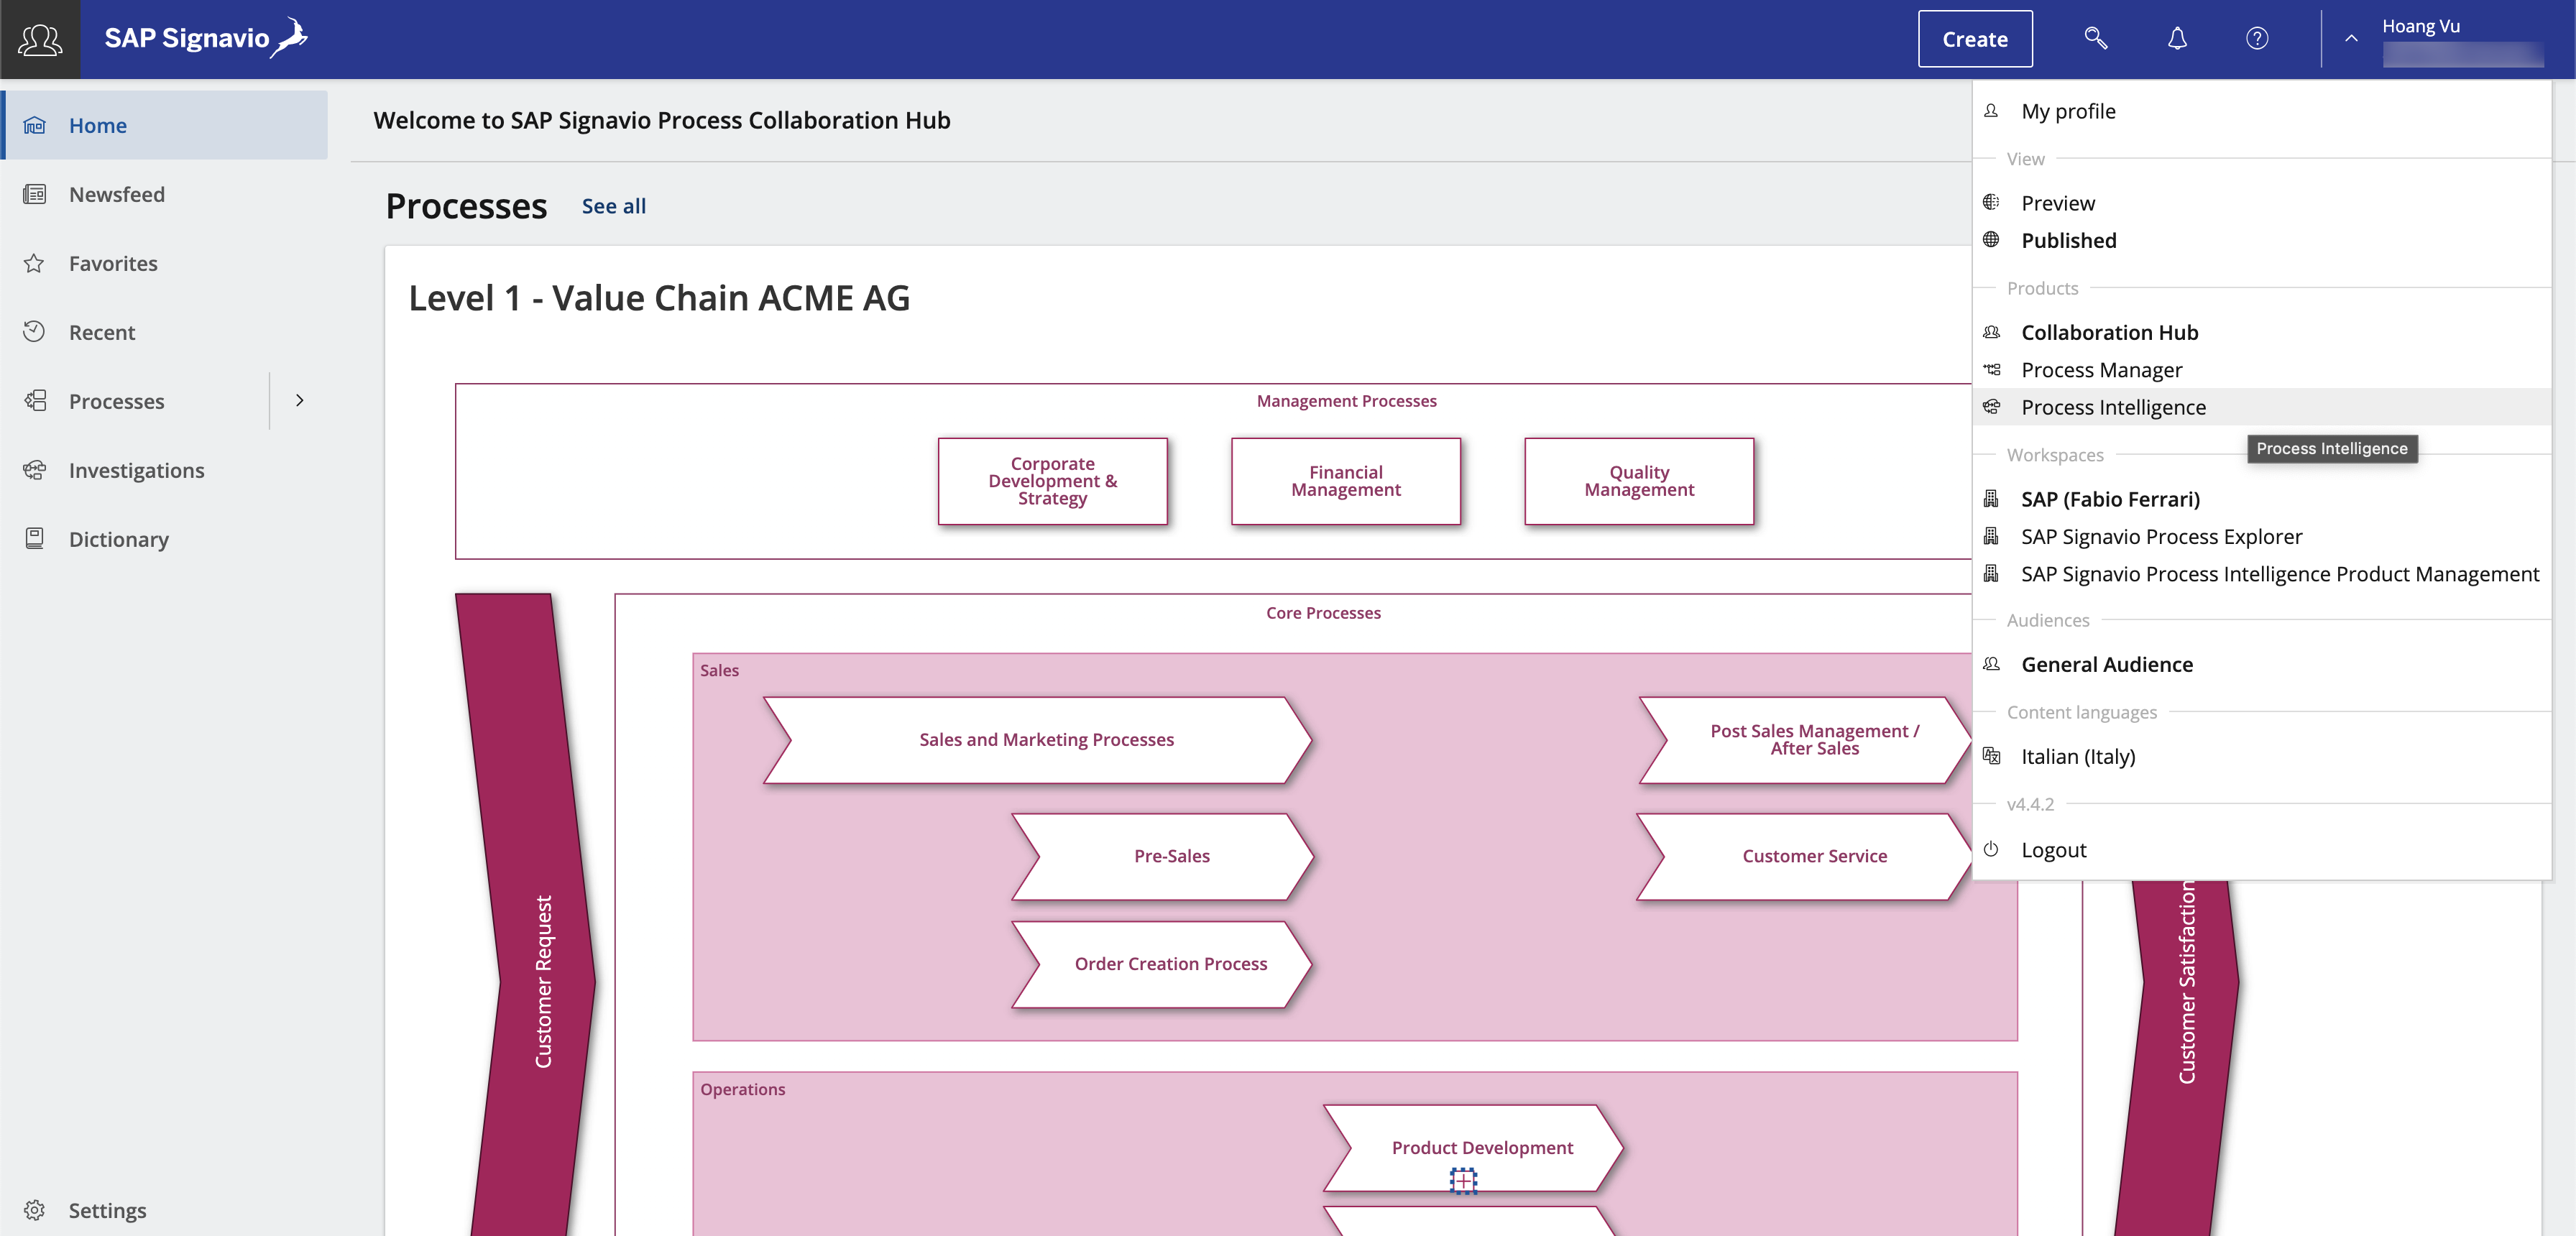 SAP Signavio
Create
Hoang Vu
Home
Newsfeed
Favorites
Recent
Processes
Investigations
Dictionary
Settings
Welcome to SAP Signavio Process Collaboration Hub
Processes
See all
Level 1 - Value Chain ACME AG
Management Processes
Corporate
Development &
Strategy
Financial
Management
Quality
Management
Core Processes
Sales
Sales and Marketing Processes
Post Sales Management /
After Sales
Pre-Sales
Customer Service
Order Creation Process
Operations
Product Development
Customer Request
Customer Satisfaction
My profile
View
Preview
Published
Products
Collaboration Hub
Process Manager
Process Intelligence
Process Intelligence
Workspaces
SAP (Fabio Ferrari)
SAP Signavio Process Explorer
SAP Signavio Process Intelligence Product Management
Audiences
General Audience
Content languages
Italian (Italy)
v4.4.2
Logout